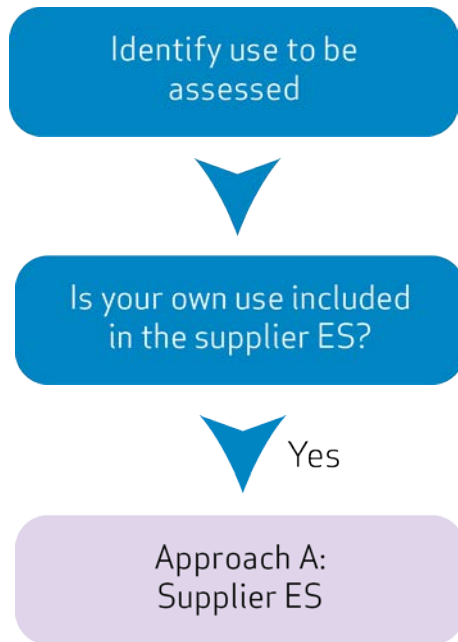 Identify use to be
assessed
Is your own use included
in the supplier ES?
Yes
Approach A:
Supplier ES